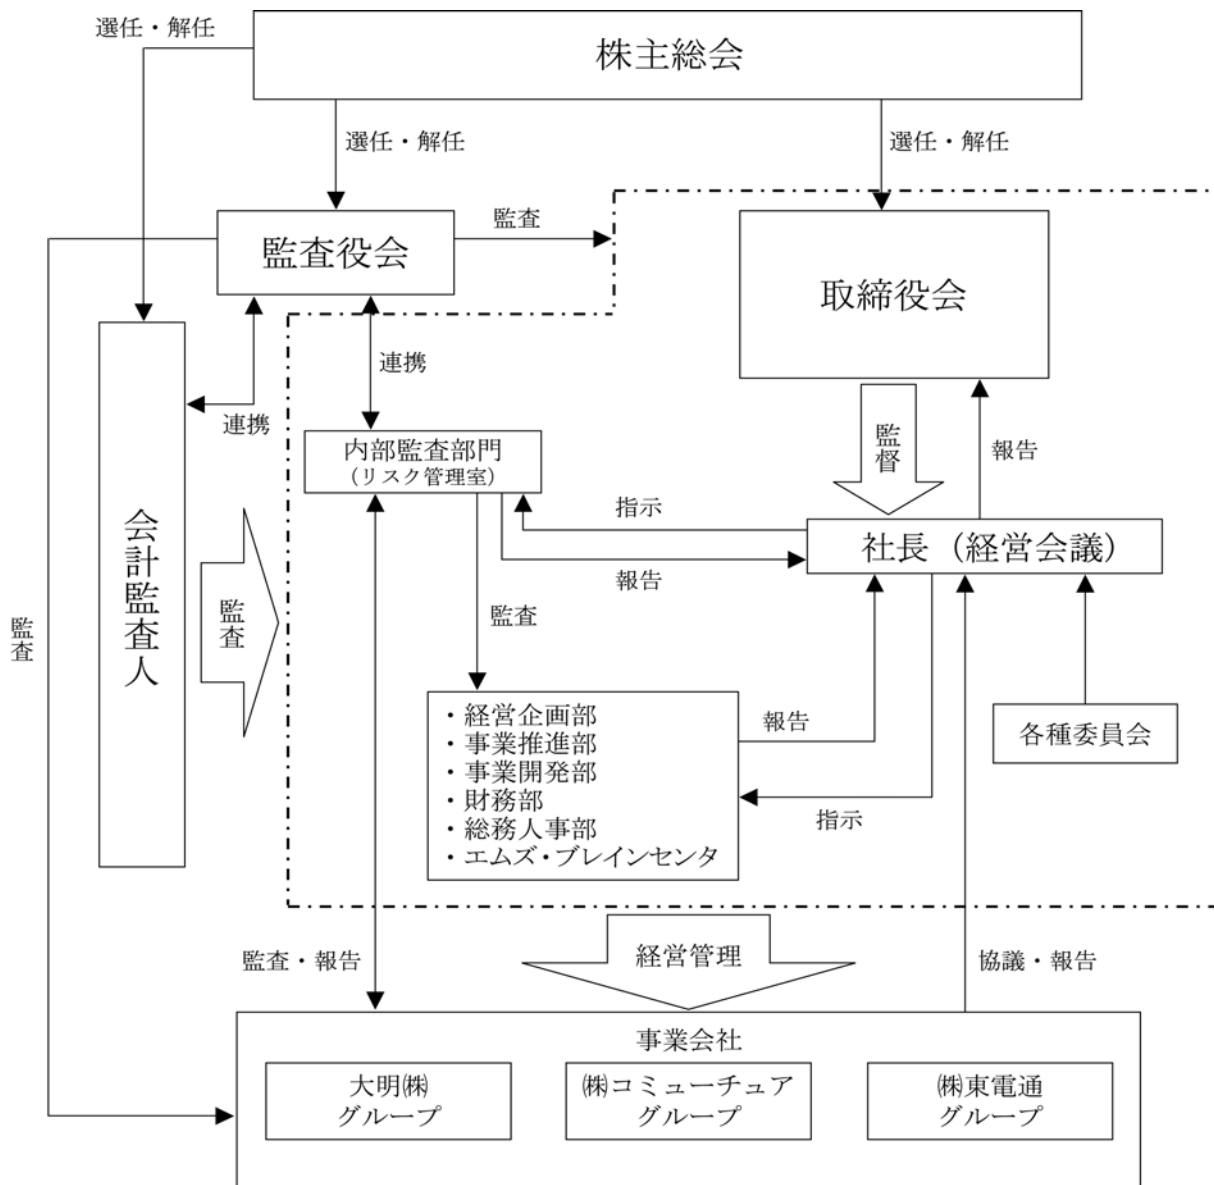 選任・解任
株主総会
選任・解任
選任・解任
監査役会
監査
取締役会
連携
連携
監督
報告
内部監査部門
（リスク管理室）
指示
社長（経営会議）
報告
会計監査人
監査
監査
監査
・経営企画部
・事業推進部
・事業開発部
・財務部
・総務人事部
・エムズ・ブレインセンタ
報告
各種委員会
指示
監査・報告
経営管理
協議・報告
事業会社
大明㈱
グループ
㈱コミューチュア
グループ
㈱東電通
グループ